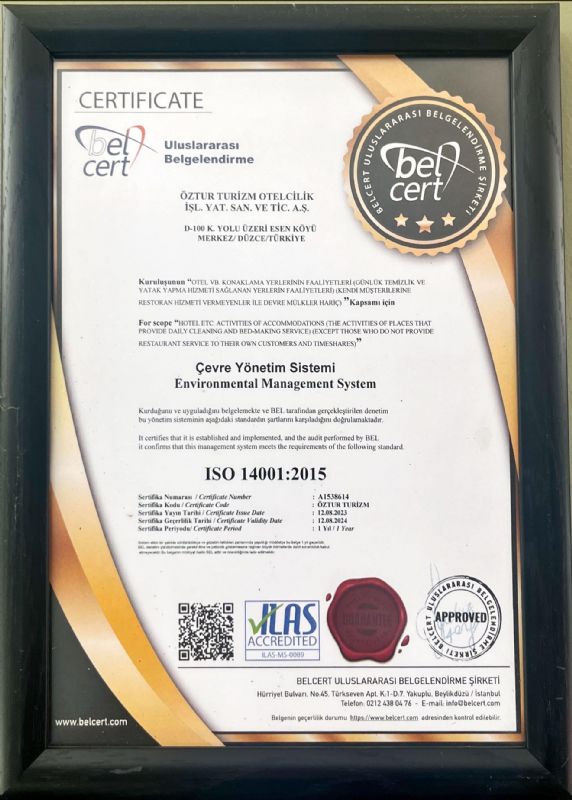 CERTIFICATE
bel cert
Uluslararası
Belgelendirme
BELCERT ULUSLARARASI BELGELENDİRME ŞİRKETİ
bel cert
ÖZTUR TURİZM OTELCİLİK
İŞL. YAT. SAN. VE TİC. A.Ş.
D-100 K. YOLU ÜZERİ ESEN KÖYÜ
MERKEZ/ DÜZCE/TÜRKİYE
Kuruluşunun "OTEL VB. KONAKLAMA YERLERİNİN FAALİYETLERİ (GÜNLÜK TEMİZLİK VE
YATAK YAPMA HİZMETİ SAĞLANAN YERLERİN FAALİYETLERİ) (KENDİ MÜŞTERİLERİNE
RESTORAN HİZMETİ VERMEYENLER İLE DEVRE MÜLKLER HARİÇ) "Kapsamı için
For scope "HOTEL ETC ACTIVITIES OF ACCOMMODATIONS (THE ACTIVITIES OF PLACES THAT
PROVIDE DAILY CLEANING AND BED-MAKING SERVICE) (EXCEPT THOSE WHO DO NOT PROVIDE
RESTAURANT SERVICE TO THEIR OWN CUSTOMERS AND TIMESHARES)"
Çevre Yönetim Sistemi
Environmental Management System
Kurduğunu ve uyguladığını belgelemekte ve BEL tarafından gerçekleştirilen denetim
bu yönetim sisteminin aşağıdaki standardın şartlarını karşıladığını doğrulamaktadır.
It certifies that it is established and implemented, and the audit performed by BEL
it confirms that this management system meets the requirements of the following standard.
ISO 14001:2015
Sertifika Numarası / Certificate Number : A1538614
Sertifika Kodu / Certificate Code : ÖZTUR TURİZM
Sertifika Yayın Tarihi / Certificate Issue Date : 12.08.2023
Sertifika Geçerlilik Tarihi / Certificate Validity Date : 12.08.2024
Sertifika Periyodu/ Certificate Period : 1 Yıl / 1 Year
ILAS
ACCREDITED
ILAS-MS-0089
GUARANTEE
BELCERT ULUSLARARASI BELGELENDİRME ŞİRKETİ
APPROVED
BELCERT ULUSLARARASI BELGELENDİRME ŞİRKETİ
Hürriyet Bulvarı. No.45, Türkseven Apt. K:1-D.7. Yakuplu, Beylikdüzü / İstanbul
Telefon: 0212 438 04 76 - E-mail: info@belcert.com
www.belcert.com
Belgenin geçerlilik durumu https://www.belcert.com adresinden kontrol edilebilir.